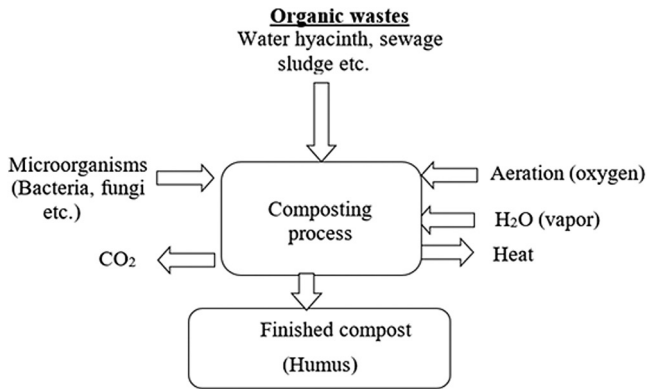 Organic wastes
Water hyacinth, sewage
sludge etc.
Microorganisms
(Bacteria, fungi
etc.)
Aeration (oxygen)
Composting
process
H₂O (vapor)
CO₂
Heat
Finished compost
(Humus)